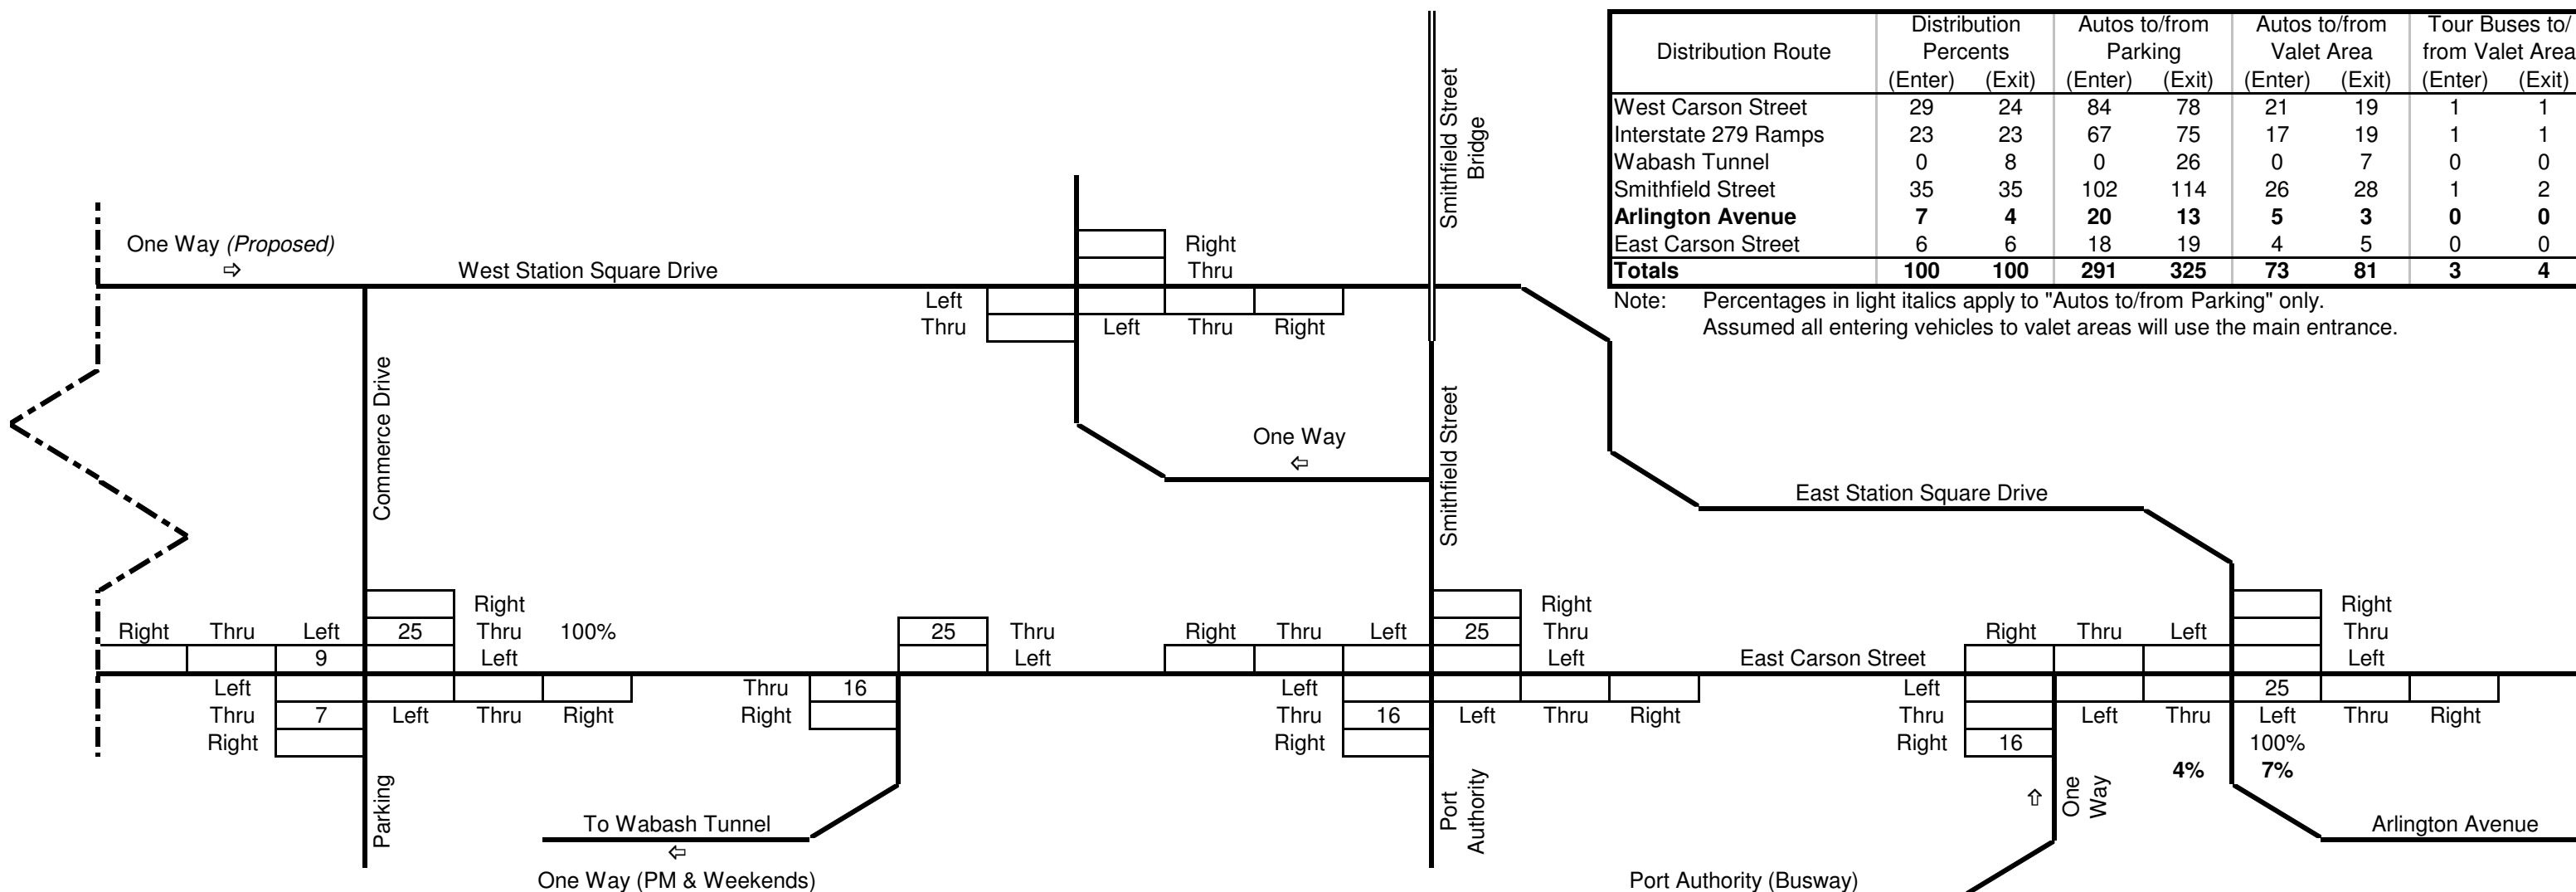 Distribution Autos to/from Autos to/from Tour Buses to/
Distribution Route Percents Parking Valet Area from Valet Area
(Enter) (Exit) (Enter) (Exit) (Enter) (Exit) (Enter) (Exit)
West Carson Street 29 24 84 78 21 19 1 1
Interstate 279 Ramps 23 23 67 75 17 19 1 1
Wabash Tunnel 0 8 0 26 0 7 0 0
Smithfield Street 35 35 102 114 26 28 1 2
Arlington Avenue 7 4 20 13 5 3 0 0
East Carson Street 6 6 18 19 4 5 0 0
Totals 100 100 291 325 73 81 3 4
Note: Percentages in light italics apply to "Autos to/from Parking" only.
Assumed all entering vehicles to valet areas will use the main entrance.
Smithfield Street
Bridge
One Way (Proposed)
⇨
West Station Square Drive
Right
Thru
Left
Thru
Left Thru Right
Commerce Drive
One Way
⇦
Smithfield Street
East Station Square Drive
Right
Right Thru Left 25 Thru 100%
9 Left
Left
Thru 7 Left Thru Right
Right
Parking
25 Thru
Left
Thru 16
Right
To Wabash Tunnel
⇦
One Way (PM & Weekends)
Right
Right Thru Left 25 Thru
Left
Left
Thru 16 Left Thru Right
Right
Port
Authority
East Carson Street
Right
Right Thru Left Thru
Left
Left 25
Thru Left Thru Left Thru Right
Right 16 100%
4% 7%
⇧
One
Way
Arlington Avenue
Port Authority (Busway)